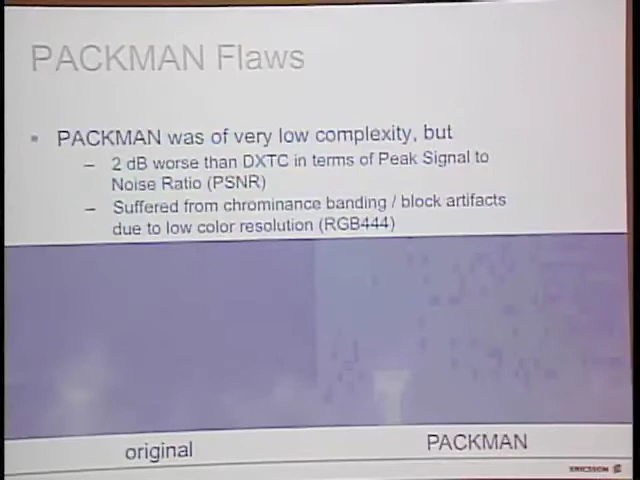 PACKMAN Flaws
PACKMAN was of very low complexity, but
– 2 dB worse than DXTC in terms of Peak Signal to
Noise Ratio (PSNR)
– Suffered from chrominance banding / block artifacts
due to low color resolution (RGB444)
original
PACKMAN
ERICSSON